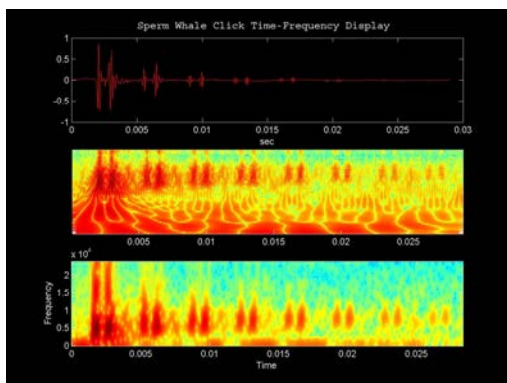 Sperm Whale Click Time-Frequency Display
1
0.5
0
-0.5
-1
0 0.005 0.01 0.015 0.02 0.025 0.03
sec
0.005 0.01 0.015 0.02 0.025
x 10⁴
2
1.5
1
0.5
0
Frequency
0 0.005 0.01 0.015 0.02 0.025
Time